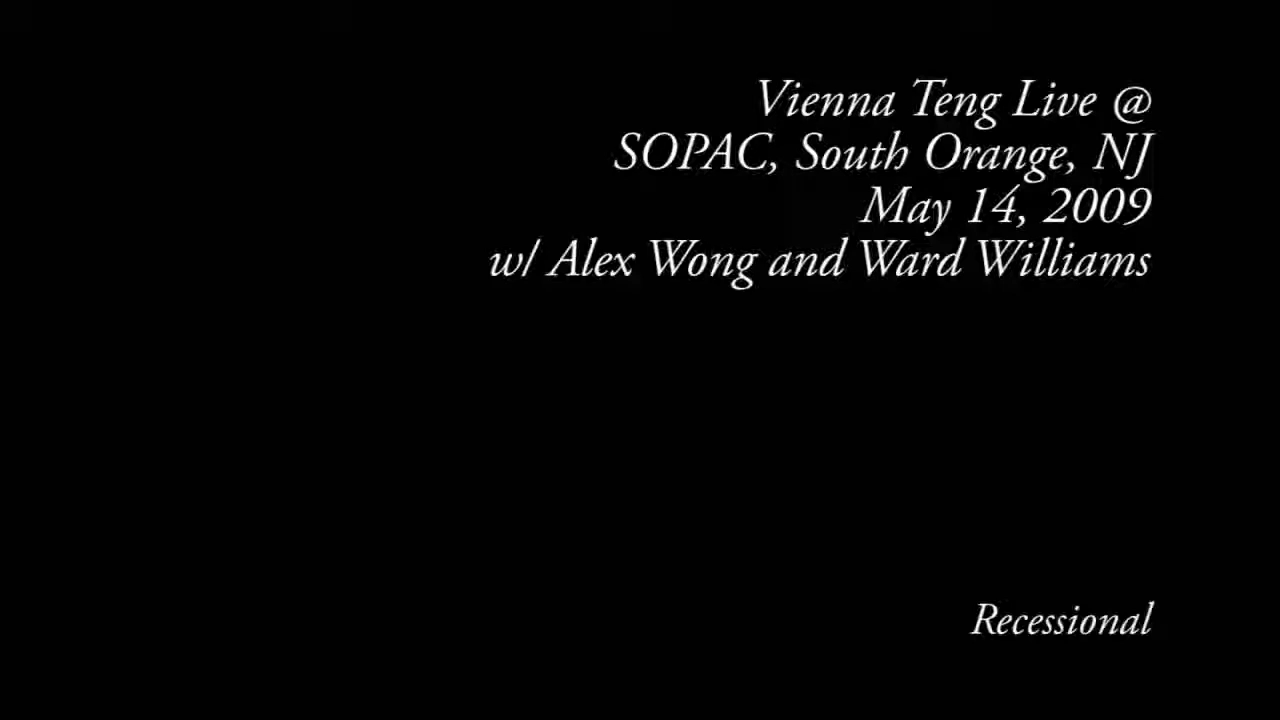 Vienna Teng Live @
SOPAC, South Orange, NJ
May 14, 2009
w/ Alex Wong and Ward Williams
Recessional